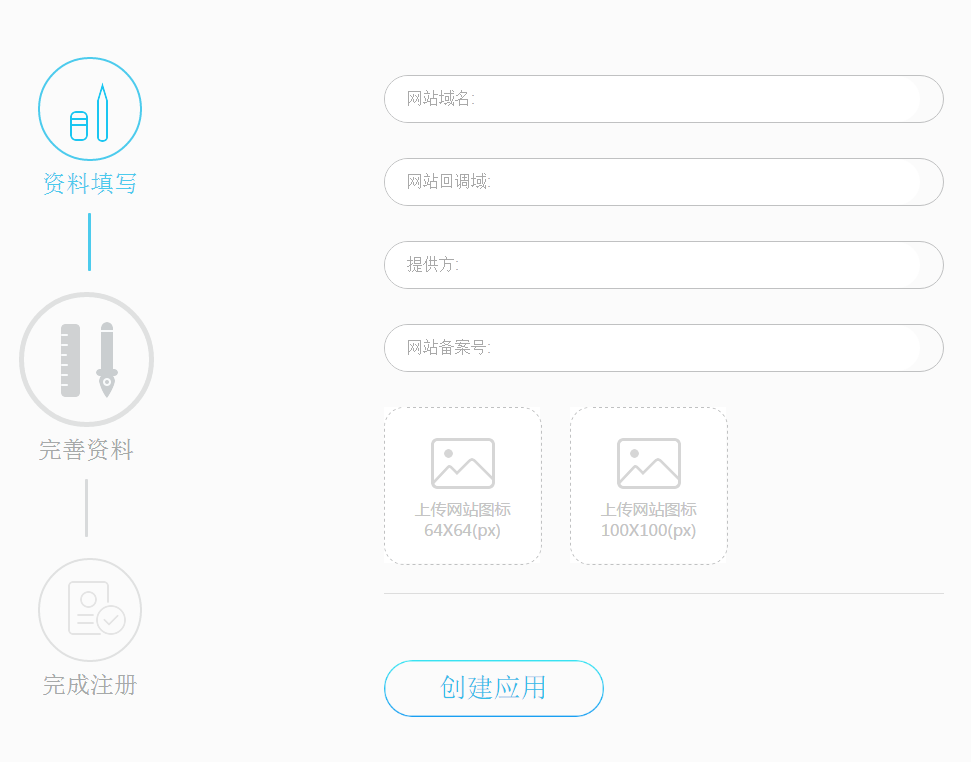 资料填写
完善资料
完成注册
网站域名:
网站回调域:
提供方:
网站备案号:
上传网站图标
64X64(px)
上传网站图标
100X100(px)
创建应用